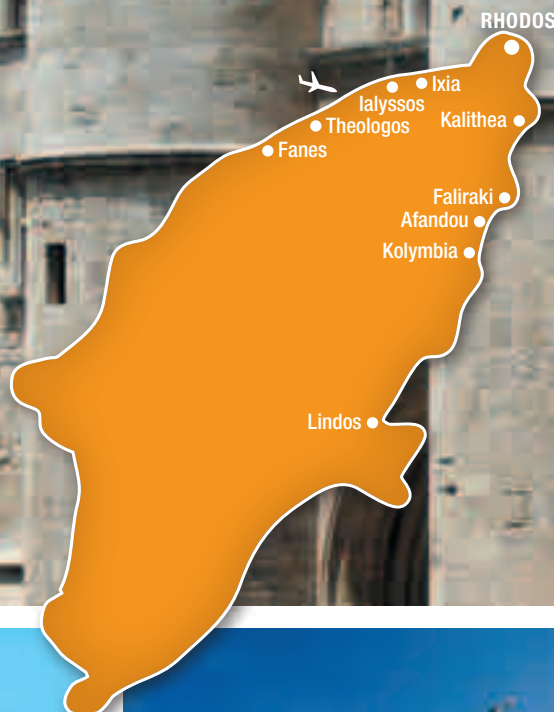 RHODOS
Ixia
Ialyssos
Kalithea
Theologos
Fanes
Faliraki
Afandou
Kolymbia
Lindos